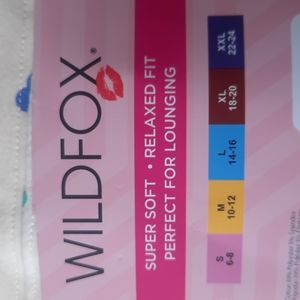 WILDFOX®
SUPER SOFT • RELAXED FIT
PERFECT FOR LOUNGING
S
6-8
M
10-12
L
14-16
XL
18-20
XXL
22-24